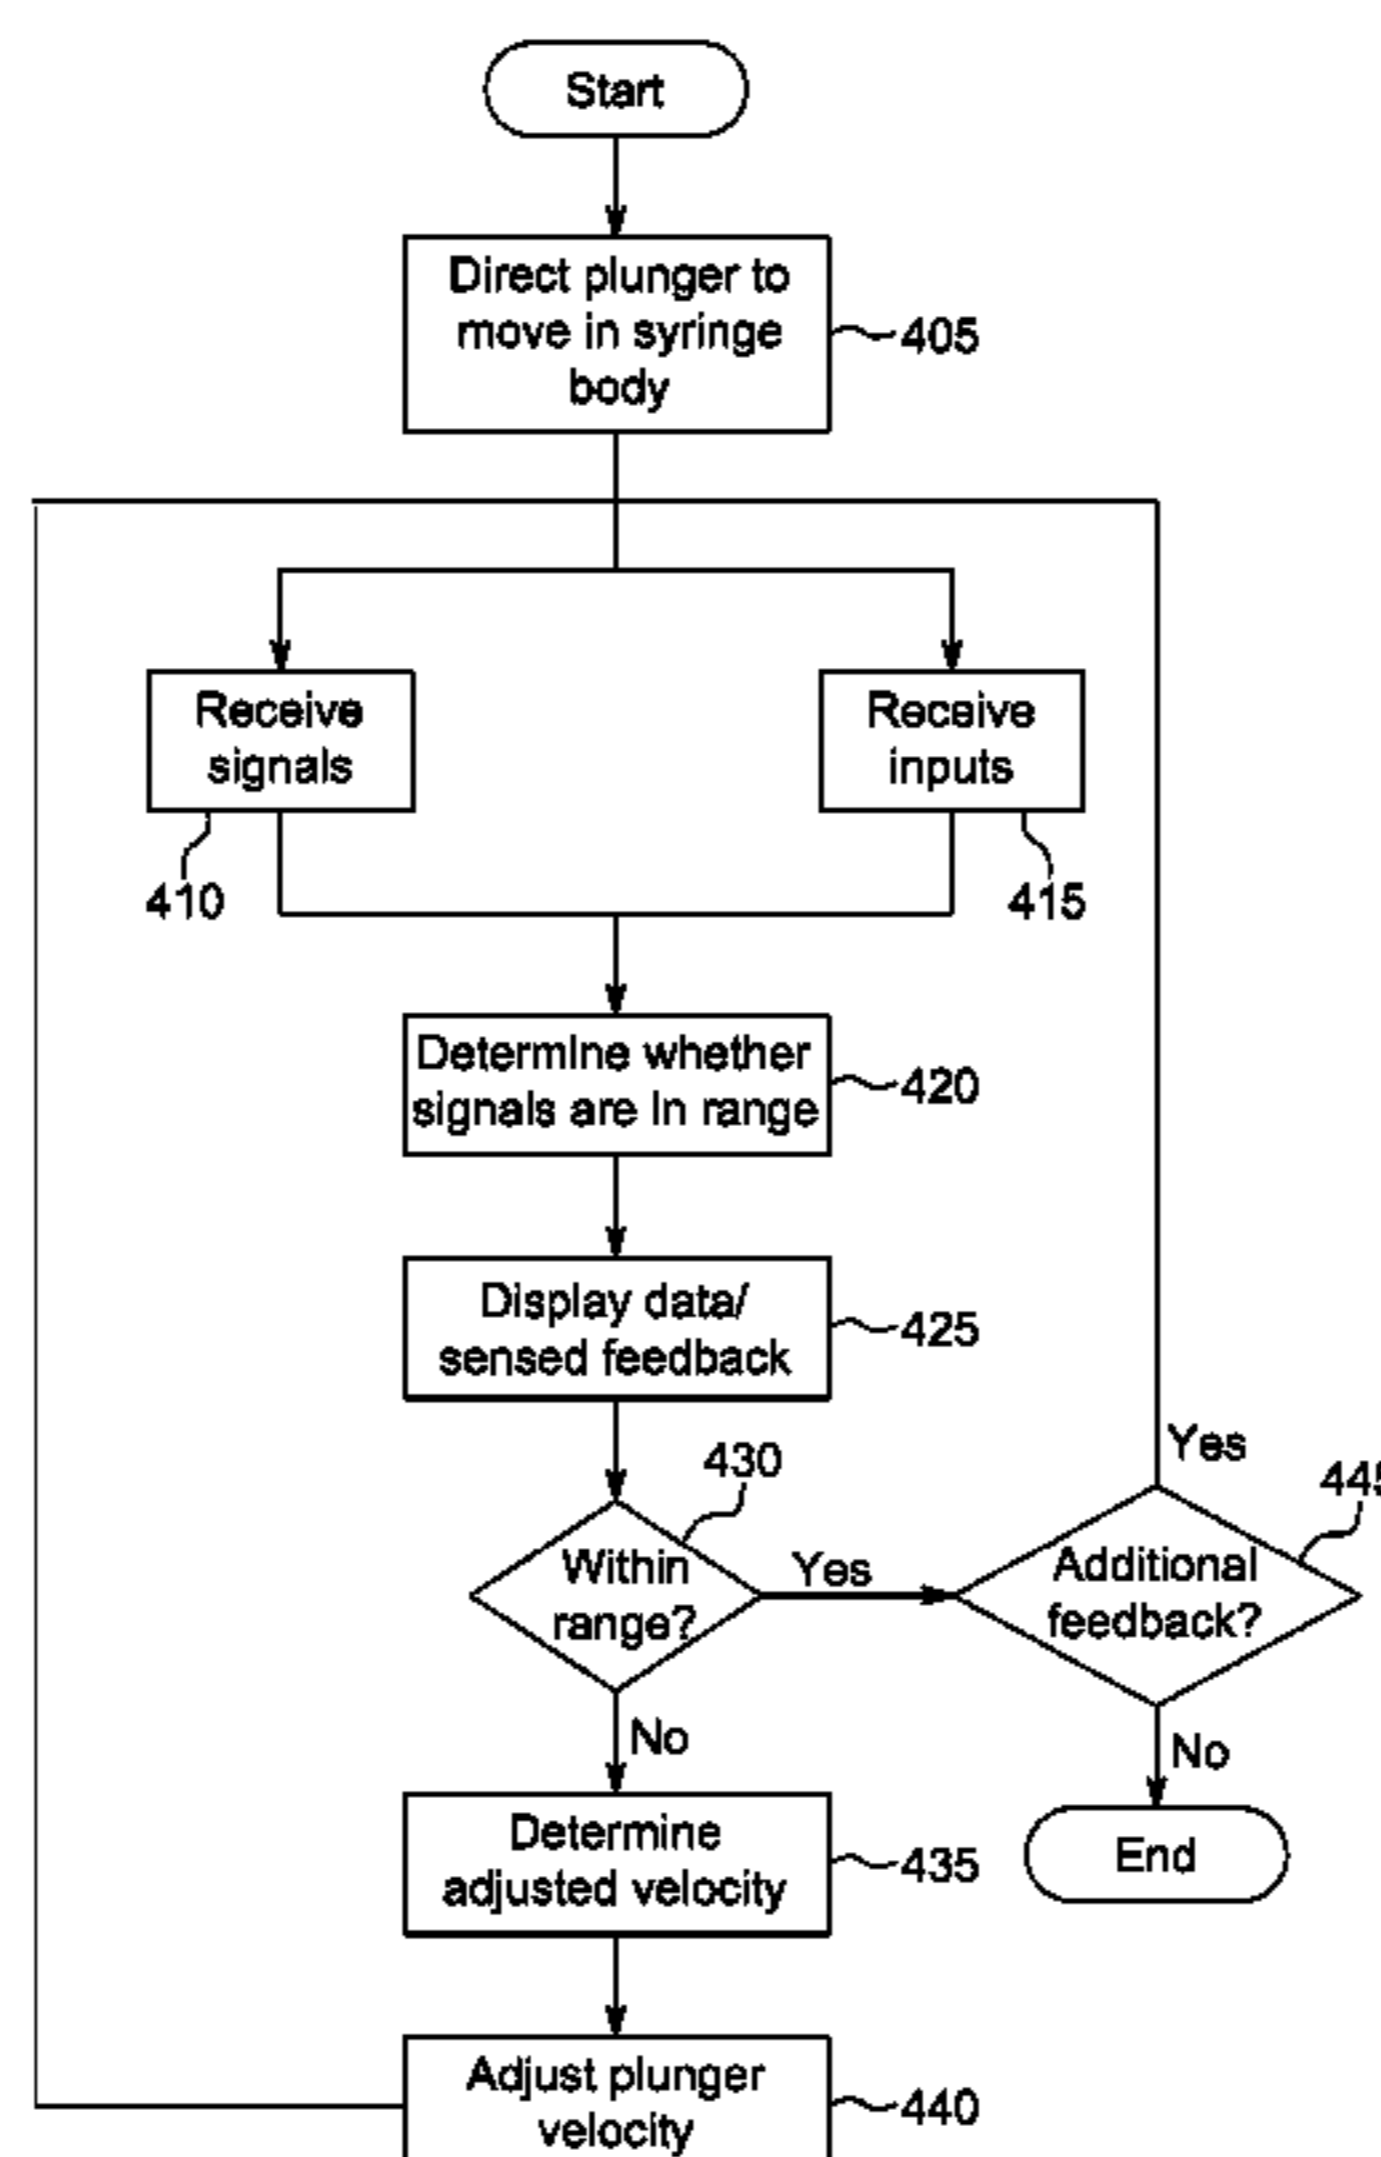 Start
Direct plunger to
move in syringe
body
405
Receive
signals
410
Receive
inputs
415
Determine whether
signals are in range
420
Display data/
sensed feedback
425
430
Within
range?
Yes
Yes
Additional
feedback?
No
No
Determine
adjusted velocity
435
End
Adjust plunger
velocity
440